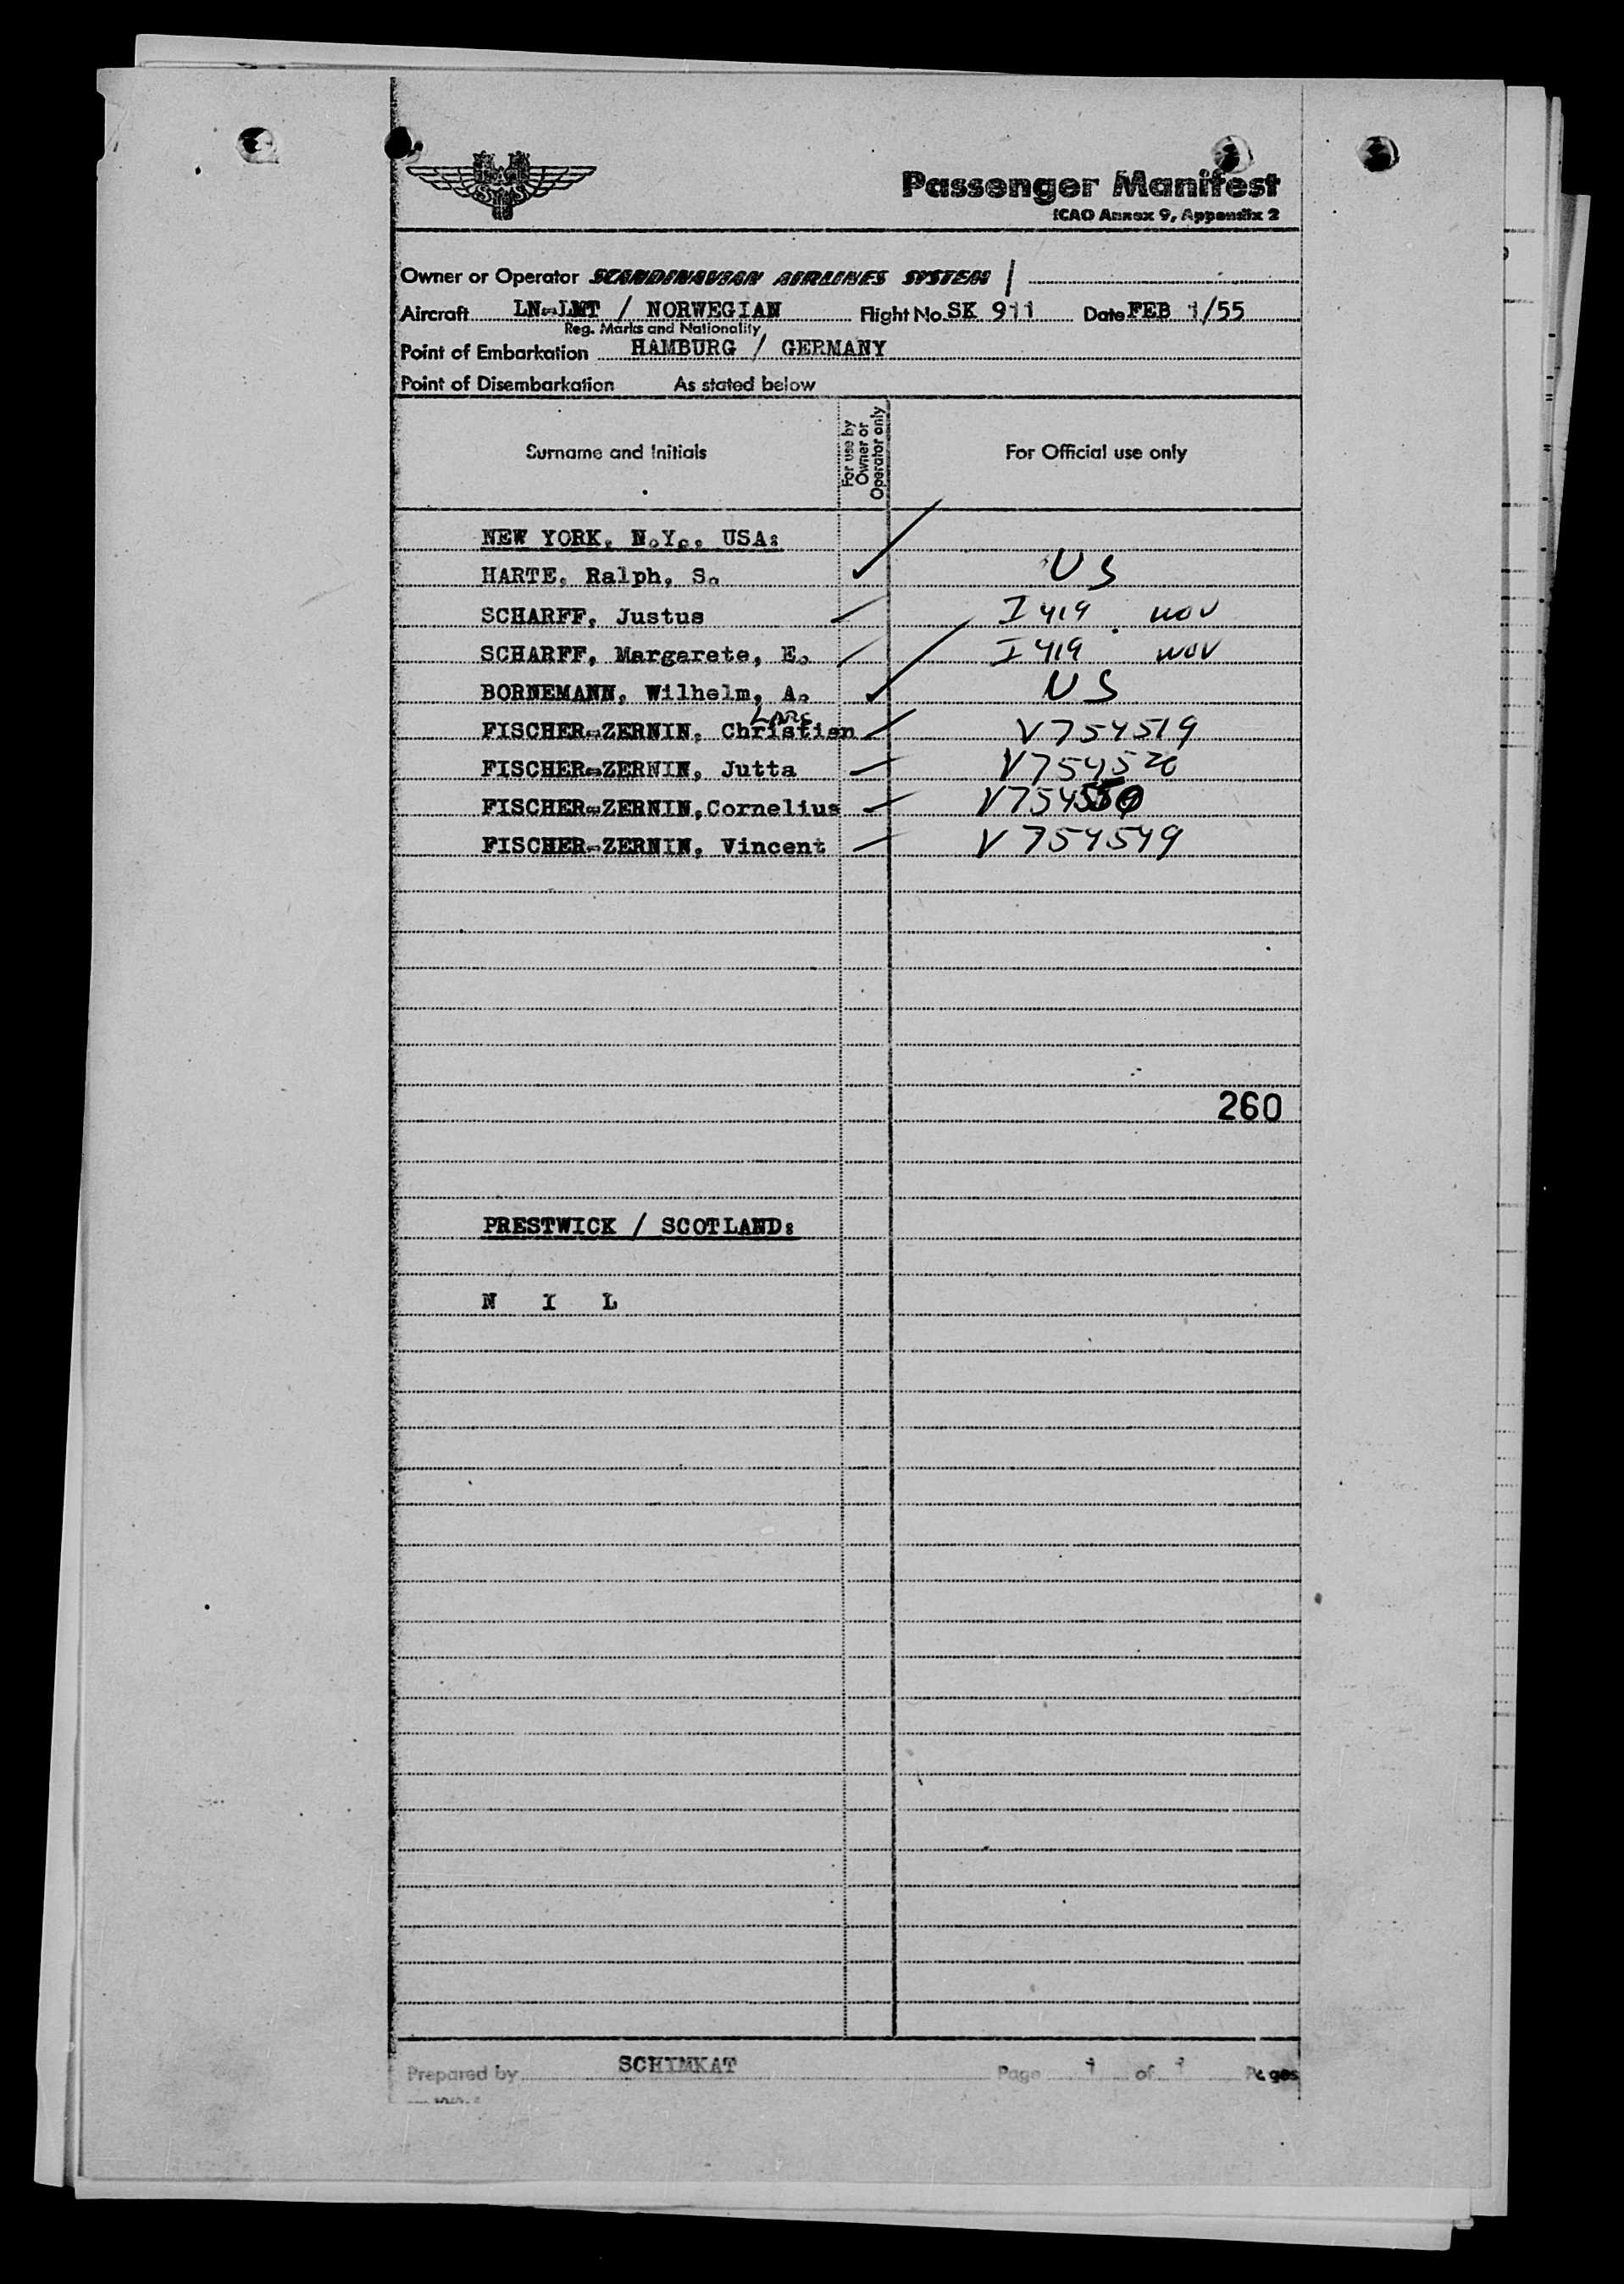 SAS
Passenger Manifest
ICAO Annex 9, Appendix 2
Owner or Operator SCANDINAVIAN AIRLINES SYSTEM /
Aircraft LN-LMT / NORWEGIAN Flight No. SK 911 Date FEB 1/55
Reg. Marks and Nationality
Point of Embarkation HAMBURG / GERMANY
Point of Disembarkation As stated below
Surname and Initials For use by Owner or Operator only For Official use only
NEW YORK, N.Y., USA:
HARTE, Ralph, S. ✓ US
SCHARFF, Justus I 419
SCHARFF, Margarete, E. I 419
BORNEMANN, Wilhelm, A. ✓ US
LARS
FISCHER-ZERNIN, Christian V754519
FISCHER-ZERNIN, Jutta V754520
FISCHER-ZERNIN, Cornelius
FISCHER-ZERNIN, Vincent V754549
260
PRESTWICK / SCOTLAND:
N I L
Prepared by SCHIMKAT Page 1 of 1 Pages